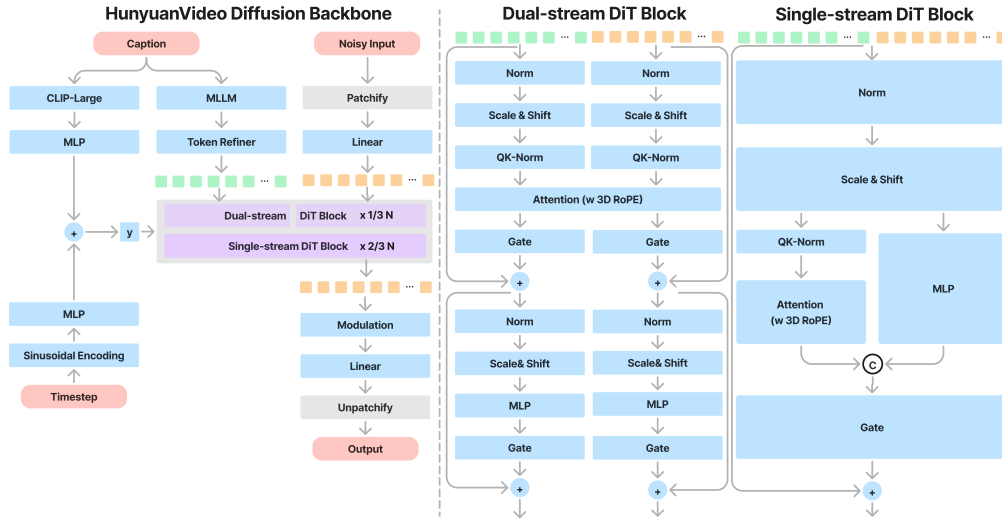 HunyuanVideo Diffusion Backbone
Caption
Noisy Input
CLIP-Large
MLLM
Patchify
MLP
Token Refiner
Linear
...
...
Dual-stream DiT Block x 1/3 N
+
y
Single-stream DiT Block x 2/3 N
...
MLP
Modulation
Sinusoidal Encoding
Linear
Timestep
Unpatchify
Output
Dual-stream DiT Block
...
...
Norm
Norm
Scale & Shift
Scale & Shift
QK-Norm
QK-Norm
Attention (w 3D RoPE)
Gate
Gate
+
+
Norm
Norm
Scale& Shift
Scale& Shift
MLP
MLP
Gate
Gate
+
+
Single-stream DiT Block
...
...
Norm
Scale & Shift
QK-Norm
Attention
(w 3D RoPE)
MLP
C
Gate
+